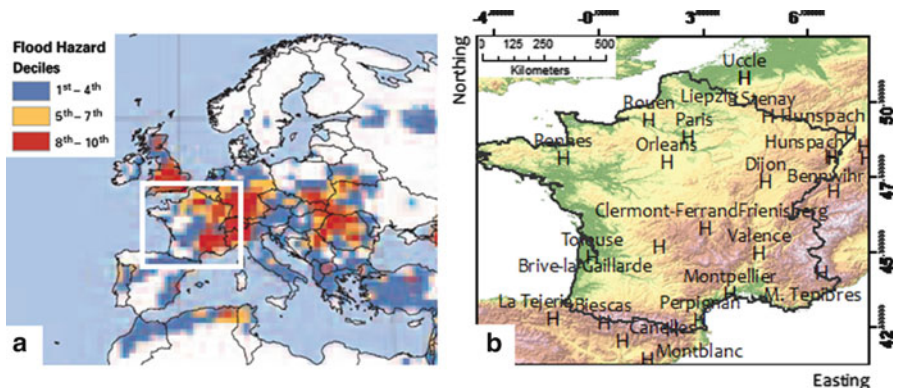 Flood Hazard
Deciles
1st – 4th
5th – 7th
8th – 10th
a
-4
-0
3
6
Northing
0 125 250 500
Kilometers
Uccle
H
Liepzig
Stenay
Rouen
H
H
Hunspach
Paris
H
H
Rennes
H
Orleans
H
Hunspach
H
H
Dijon
H
Bennwihr
H
Clermont-Ferrand
Frienisberg
H
Toulouse
H
H
Valence
H
Brive-la Gaillarde
Montpellier
H
M. Tenibres
H
La Tejeria
H
Biescas
H
Perpignan
H
Canelles
H
Montblanc
H
50
47
45
42
b
Easting